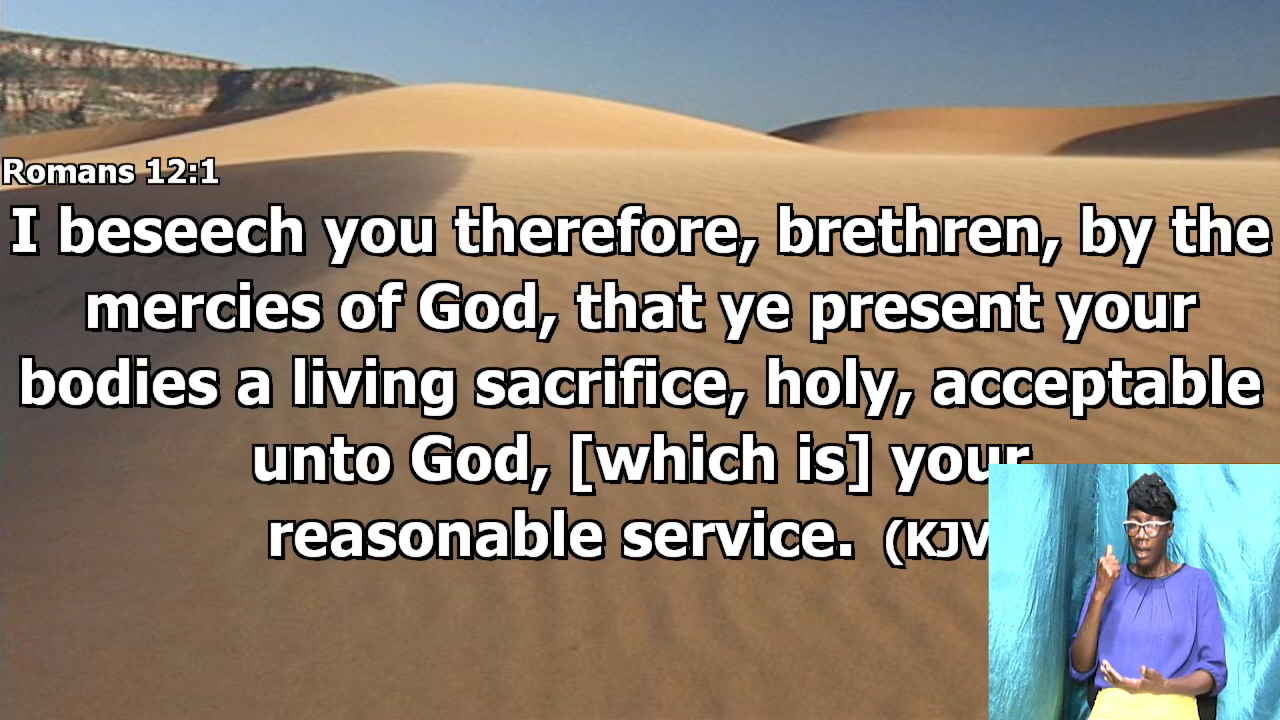 Romans 12:1
I beseech you therefore, brethren, by the
mercies of God, that ye present your
bodies a living sacrifice, holy, acceptable
unto God, [which is] your
reasonable service. (KJV